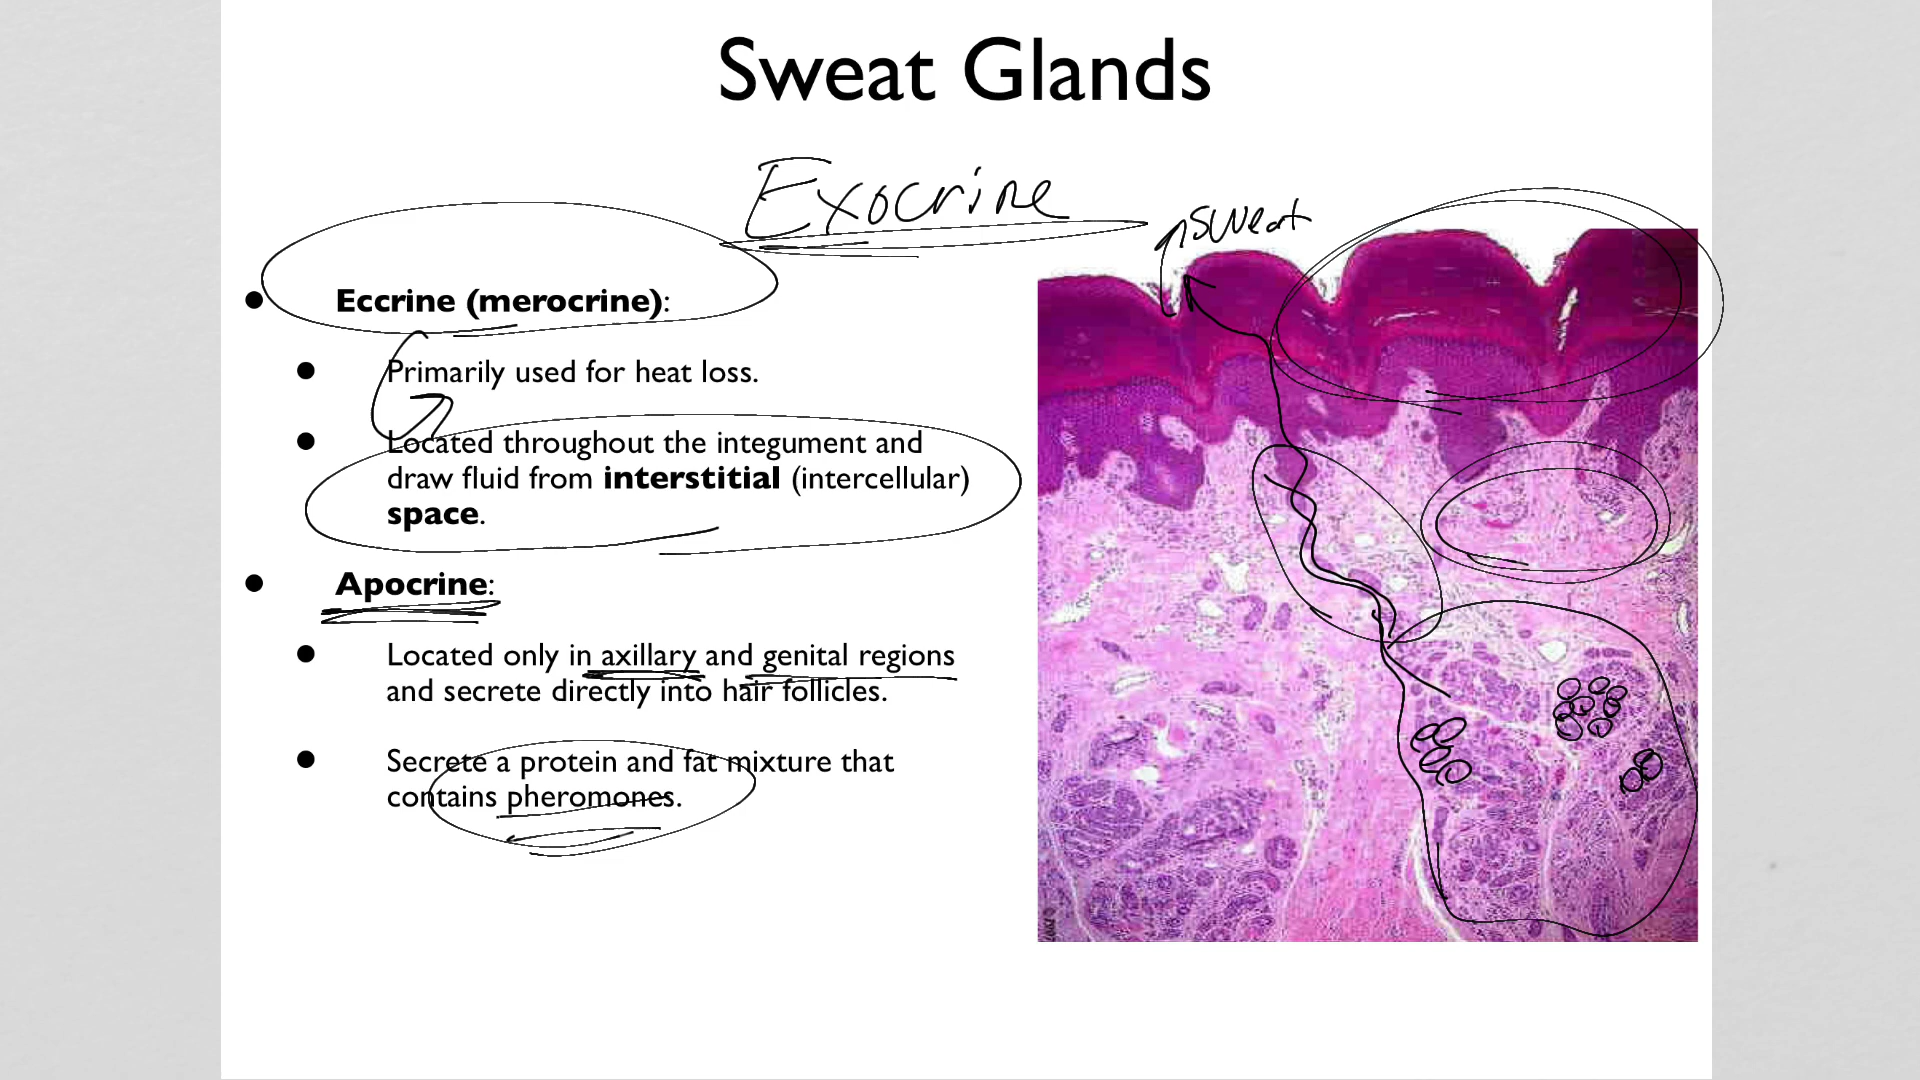 Sweat Glands
Exocrine
sweat
• Eccrine (merocrine):
• Primarily used for heat loss.
• Located throughout the integument and
draw fluid from interstitial (intercellular)
space.
• Apocrine:
• Located only in axillary and genital regions
and secrete directly into hair follicles.
• Secrete a protein and fat mixture that
contains pheromones.